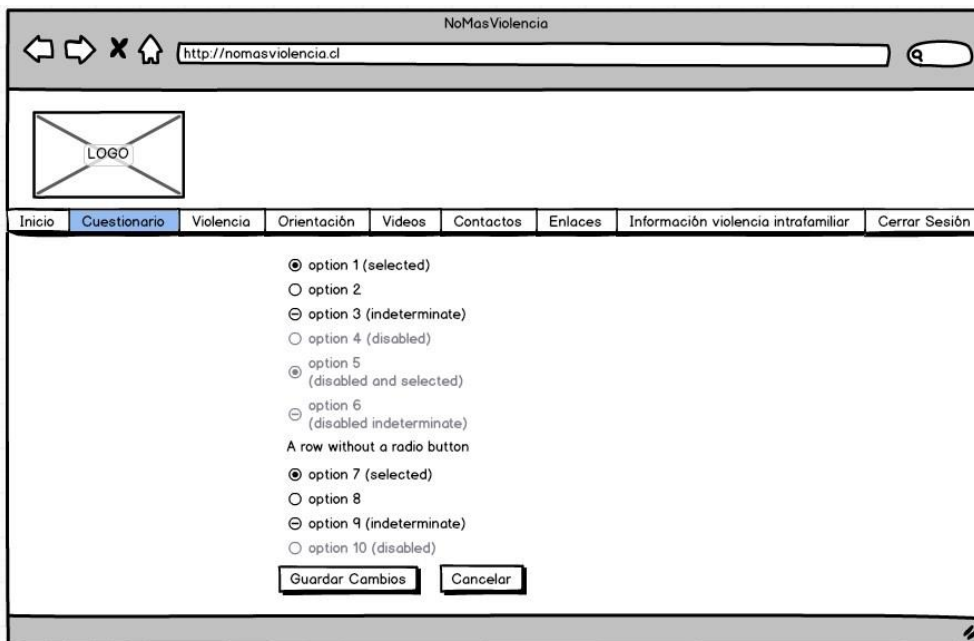 NoMasViolencia
http://nomasviolencia.cl
LOGO
Inicio Cuestionario Violencia Orientación Videos Contactos Enlaces Información violencia intrafamiliar Cerrar Sesión
option 1 (selected)
option 2
option 3 (indeterminate)
option 4 (disabled)
option 5
(disabled and selected)
option 6
(disabled indeterminate)
A row without a radio button
option 7 (selected)
option 8
option 9 (indeterminate)
option 10 (disabled)
Guardar Cambios Cancelar